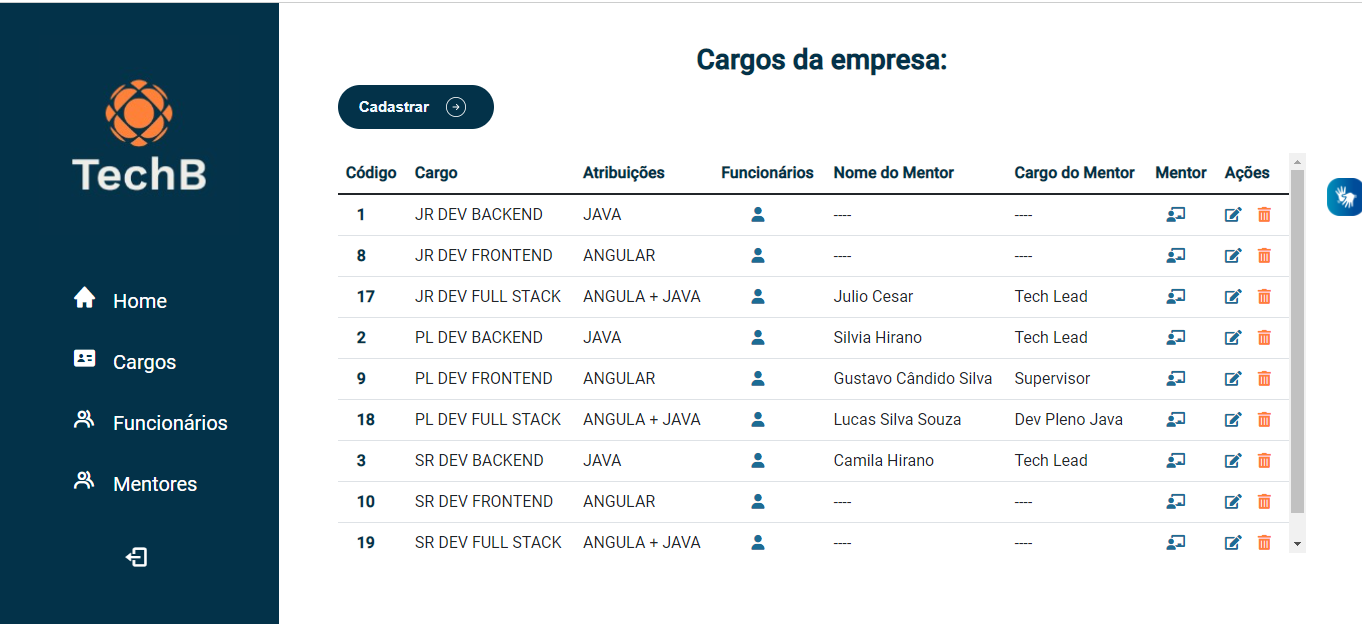 TechB
Home
Cargos
Funcionários
Mentores
Cargos da empresa:
Cadastrar
Código Cargo Atribuições Funcionários Nome do Mentor Cargo do Mentor Mentor Ações
1 JR DEV BACKEND JAVA ---- ----
8 JR DEV FRONTEND ANGULAR ---- ----
17 JR DEV FULL STACK ANGULA + JAVA Julio Cesar Tech Lead
2 PL DEV BACKEND JAVA Silvia Hirano Tech Lead
9 PL DEV FRONTEND ANGULAR Gustavo Cândido Silva Supervisor
18 PL DEV FULL STACK ANGULA + JAVA Lucas Silva Souza Dev Pleno Java
3 SR DEV BACKEND JAVA Camila Hirano Tech Lead
10 SR DEV FRONTEND ANGULAR ---- ----
19 SR DEV FULL STACK ANGULA + JAVA ---- ----